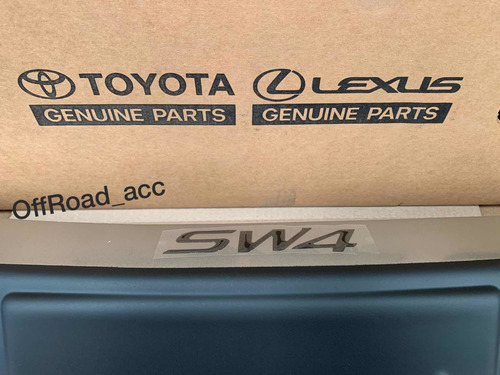 TOYOTA LEXUS
GENUINE PARTS GENUINE PARTS
OffRoad_acc
SW4